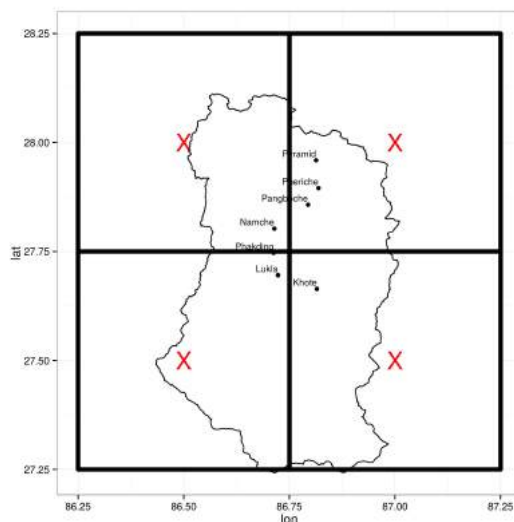 28.25
X
X
28.00
Pyramid
Pheriche
Pangboche
Namche
lat
27.75
Phakding
Lukla
Khote
X
X
27.50
27.25
86.25
86.50
86.75
87.00
87.25
lon